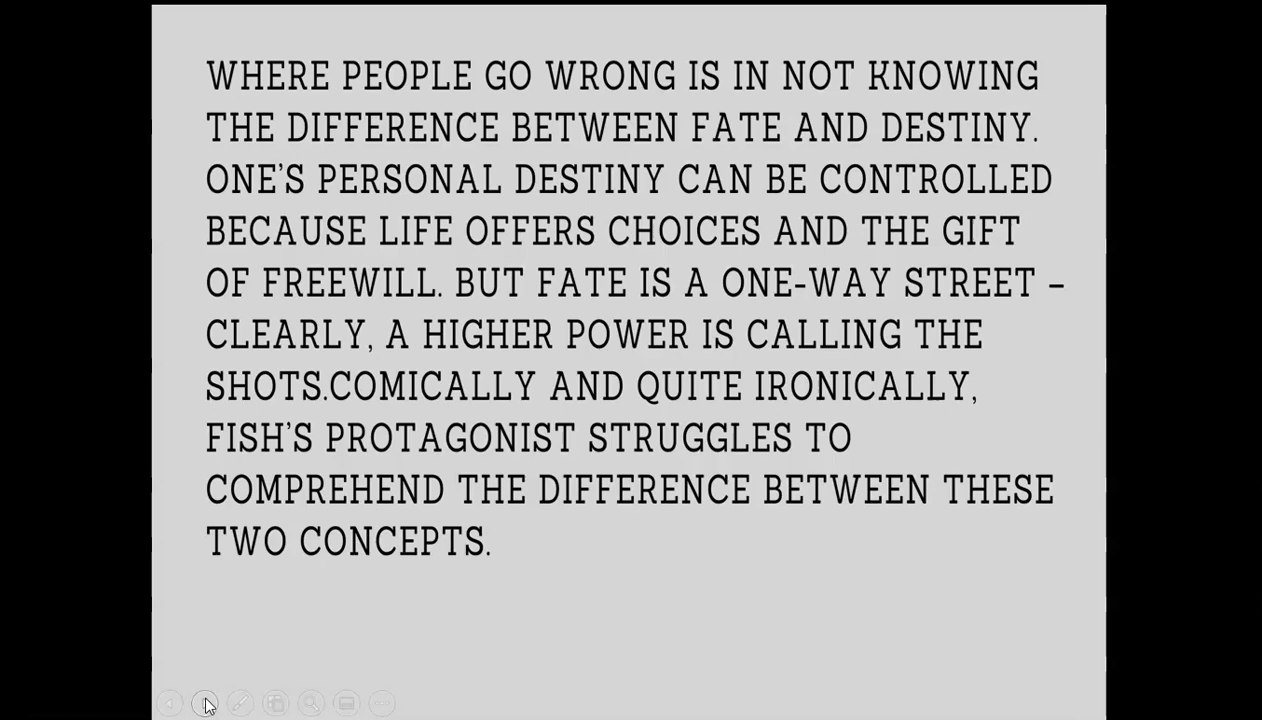 WHERE PEOPLE GO WRONG IS IN NOT KNOWING
THE DIFFERENCE BETWEEN FATE AND DESTINY.
ONE’S PERSONAL DESTINY CAN BE CONTROLLED
BECAUSE LIFE OFFERS CHOICES AND THE GIFT
OF FREEWILL. BUT FATE IS A ONE-WAY STREET –
CLEARLY, A HIGHER POWER IS CALLING THE
SHOTS.COMICALLY AND QUITE IRONICALLY,
FISH’S PROTAGONIST STRUGGLES TO
COMPREHEND THE DIFFERENCE BETWEEN THESE
TWO CONCEPTS.